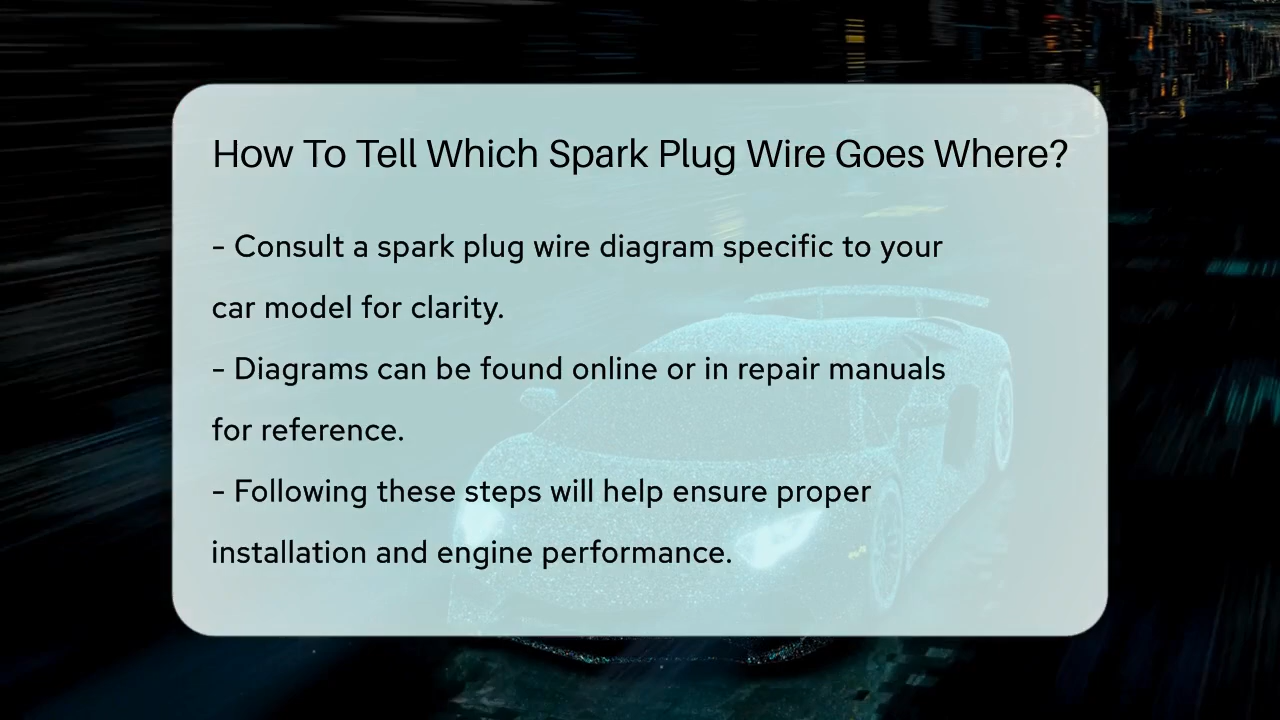 How To Tell Which Spark Plug Wire Goes Where?
- Consult a spark plug wire diagram specific to your
car model for clarity.
- Diagrams can be found online or in repair manuals
for reference.
- Following these steps will help ensure proper
installation and engine performance.